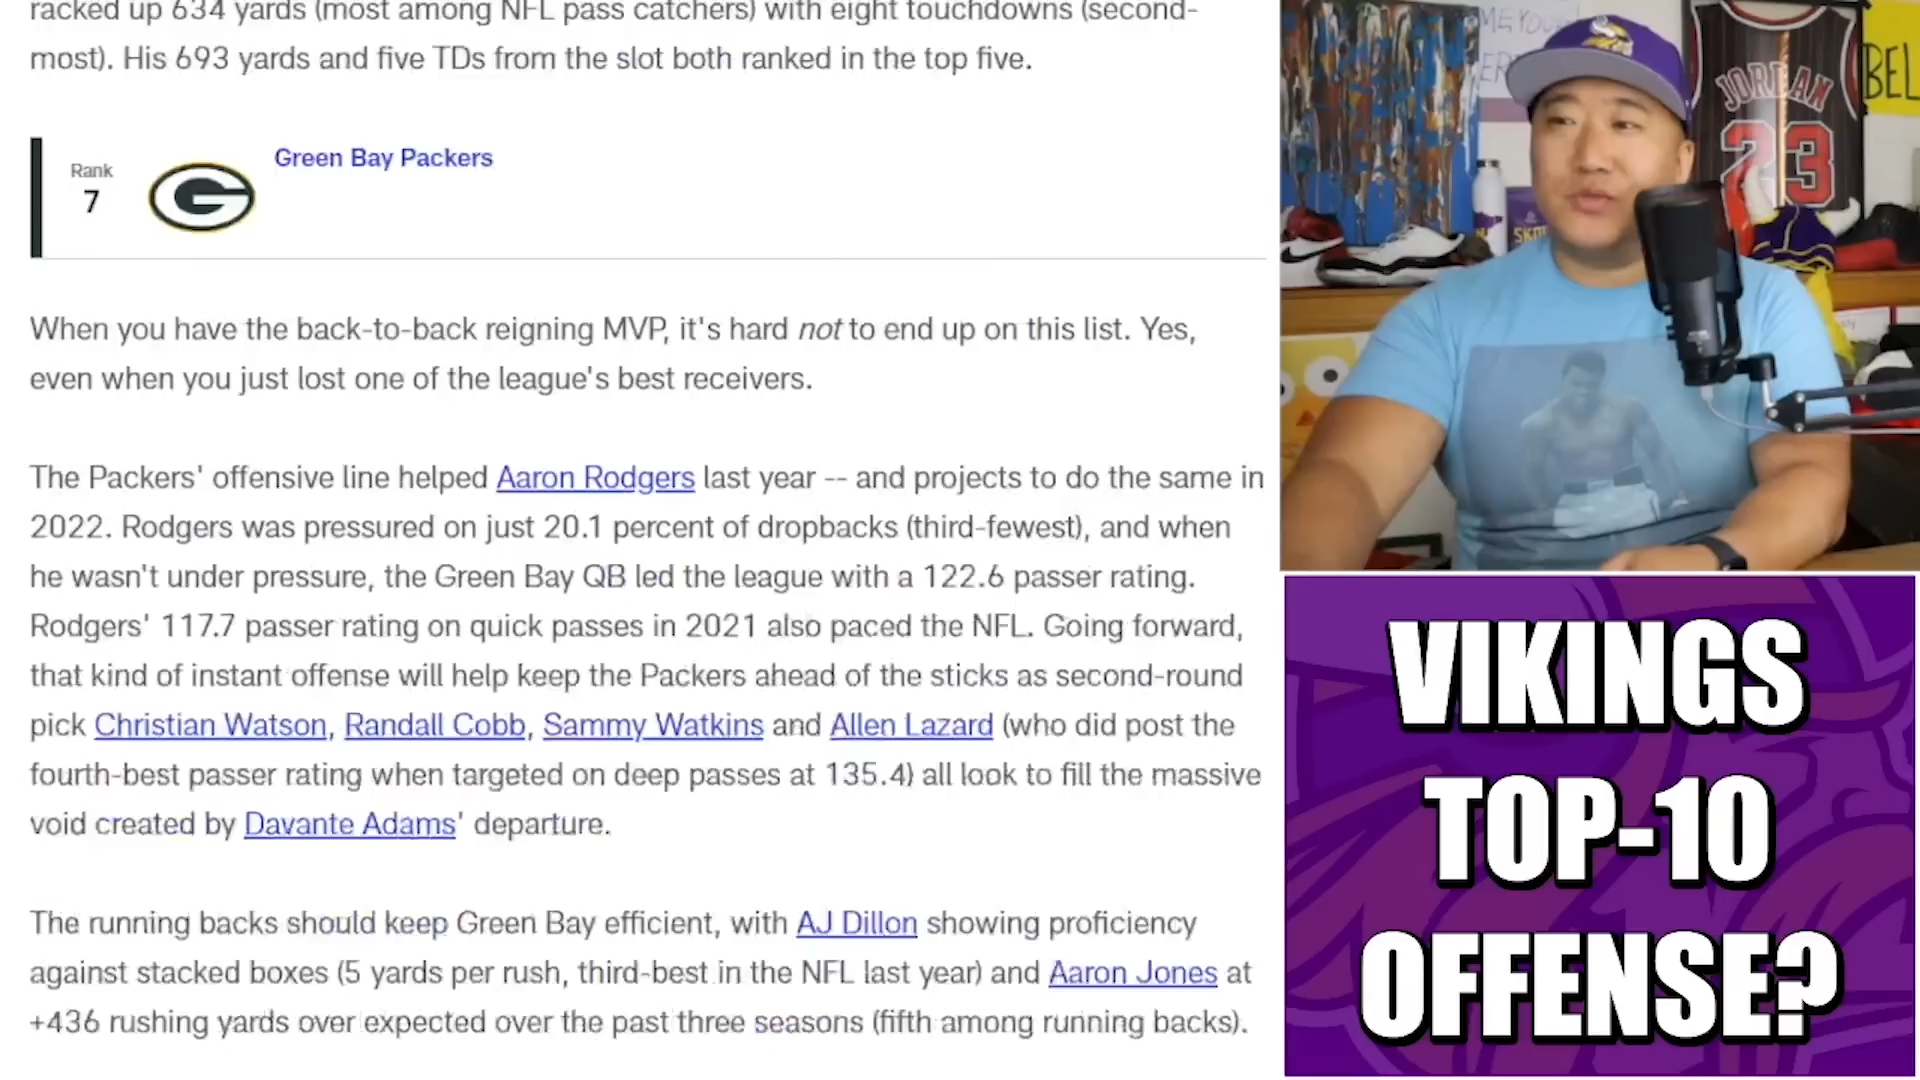 racked up 634 yards (most among NFL pass catchers) with eight touchdowns (second-
most). His 693 yards and five TDs from the slot both ranked in the top five.
Rank
7
Green Bay Packers
When you have the back-to-back reigning MVP, it's hard not to end up on this list. Yes,
even when you just lost one of the league's best receivers.
The Packers' offensive line helped Aaron Rodgers last year -- and projects to do the same in
2022. Rodgers was pressured on just 20.1 percent of dropbacks (third-fewest), and when
he wasn't under pressure, the Green Bay QB led the league with a 122.6 passer rating.
Rodgers' 117.7 passer rating on quick passes in 2021 also paced the NFL. Going forward,
that kind of instant offense will help keep the Packers ahead of the sticks as second-round
pick Christian Watson, Randall Cobb, Sammy Watkins and Allen Lazard (who did post the
fourth-best passer rating when targeted on deep passes at 135.4) all look to fill the massive
void created by Davante Adams' departure.
The running backs should keep Green Bay efficient, with AJ Dillon showing proficiency
against stacked boxes (5 yards per rush, third-best in the NFL last year) and Aaron Jones at
+436 rushing yards over expected over the past three seasons (fifth among running backs).
JORDAN
23
BEL
VIKINGS
TOP-10
OFFENSE?